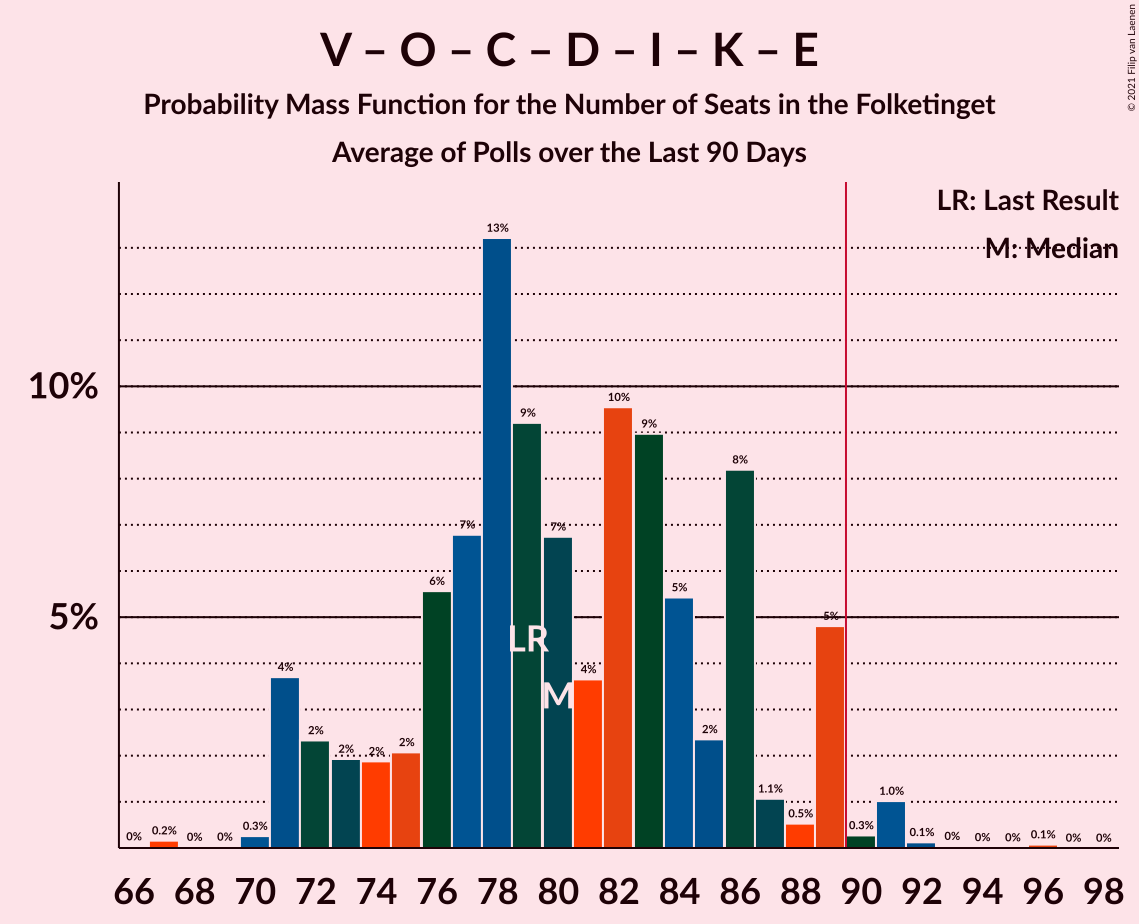 V – O – C – D – I – K – E
Probability Mass Function for the Number of Seats in the Folketinget
Average of Polls over the Last 90 Days
© 2021 Filip van Laenen
LR: Last Result
M: Median
10%
5%
0% 0.2% 0% 0% 0.3% 4% 2% 2% 2% 2% 6% 7% 13% 9% 7% 4% 10% 9% 5% 2% 8% 1.1% 0.5% 5% 0.3% 1.0% 0.1% 0% 0% 0% 0.1% 0% 0%
LR
M
66 68 70 72 74 76 78 80 82 84 86 88 90 92 94 96 98